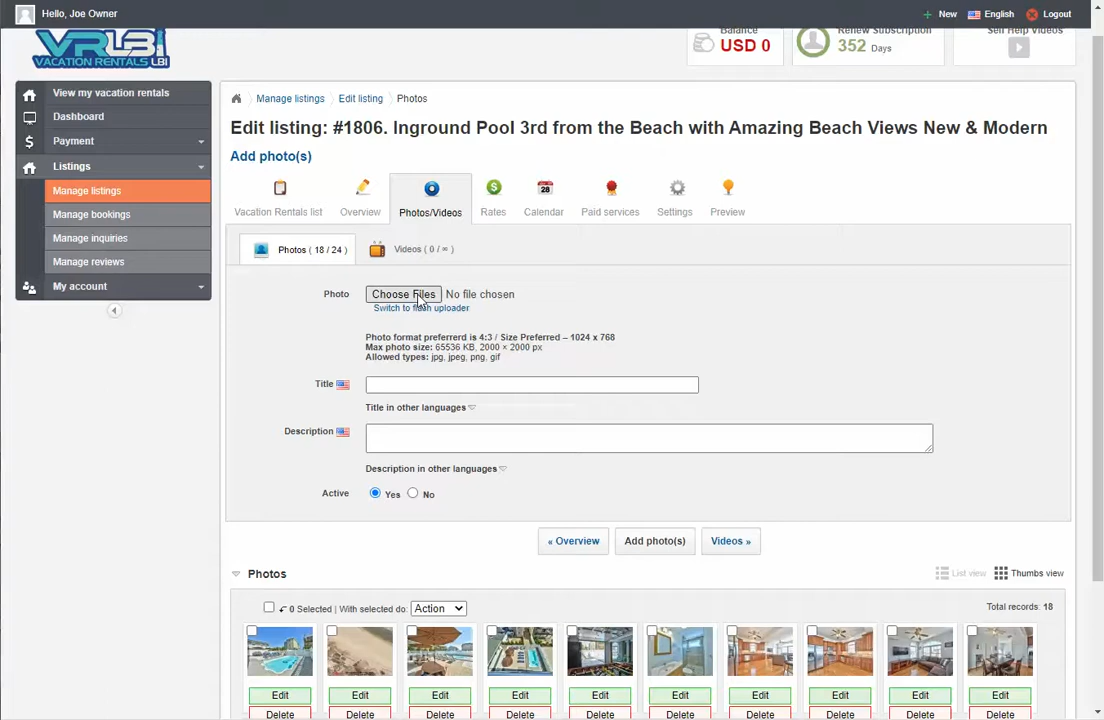 Hello, Joe Owner
New
English
Logout
VRLBI
VACATION RENTALS LBI
Balance
USD 0
Renew Subscription
352 Days
Self Help Videos
View my vacation rentals
Dashboard
Payment
Listings
Manage listings
Manage bookings
Manage inquiries
Manage reviews
My account
Manage listings
Edit listing
Photos
Edit listing: #1806. Inground Pool 3rd from the Beach with Amazing Beach Views New & Modern
Add photo(s)
Vacation Rentals list
Overview
Photos/Videos
Rates
28
Calendar
Paid services
Settings
Preview
Photos ( 18 / 24 )
Videos ( 0 / ∞ )
Photo
Choose Files
No file chosen
Switch to flash uploader
Photo format preferrerd is 4:3 / Size Preferred – 1024 x 768
Max photo size: 65536 KB, 2000 × 2000 px
Allowed types: jpg, jpeg, png, gif
Title
Title in other languages
Description
Description in other languages
Active
Yes
No
« Overview
Add photo(s)
Videos »
Photos
List view
Thumbs view
0 Selected | With selected do:
Action
Total records: 18
Edit Edit Edit Edit Edit Edit Edit Edit Edit Edit
Delete Delete Delete Delete Delete Delete Delete Delete Delete Delete